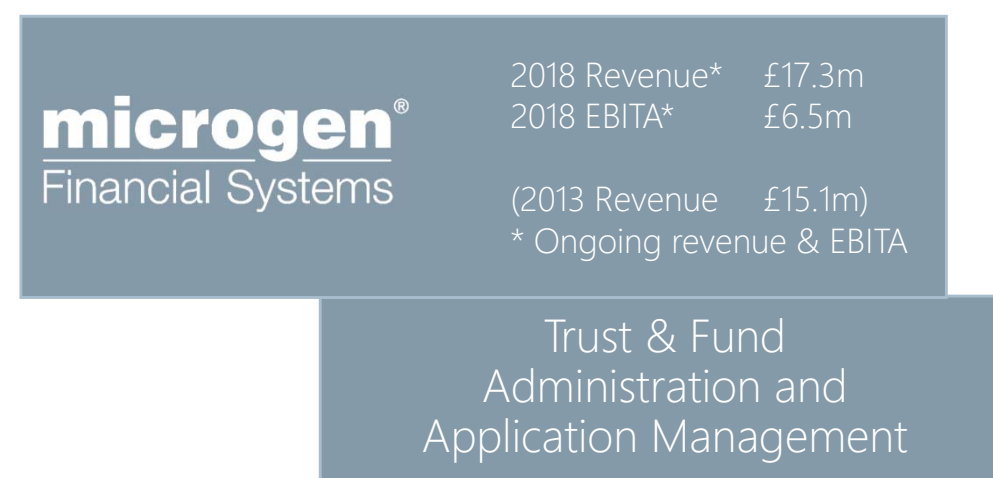 microgen®
Financial Systems
2018 Revenue* £17.3m
2018 EBITA* £6.5m
(2013 Revenue £15.1m)
* Ongoing revenue & EBITA
Trust & Fund
Administration and
Application Management